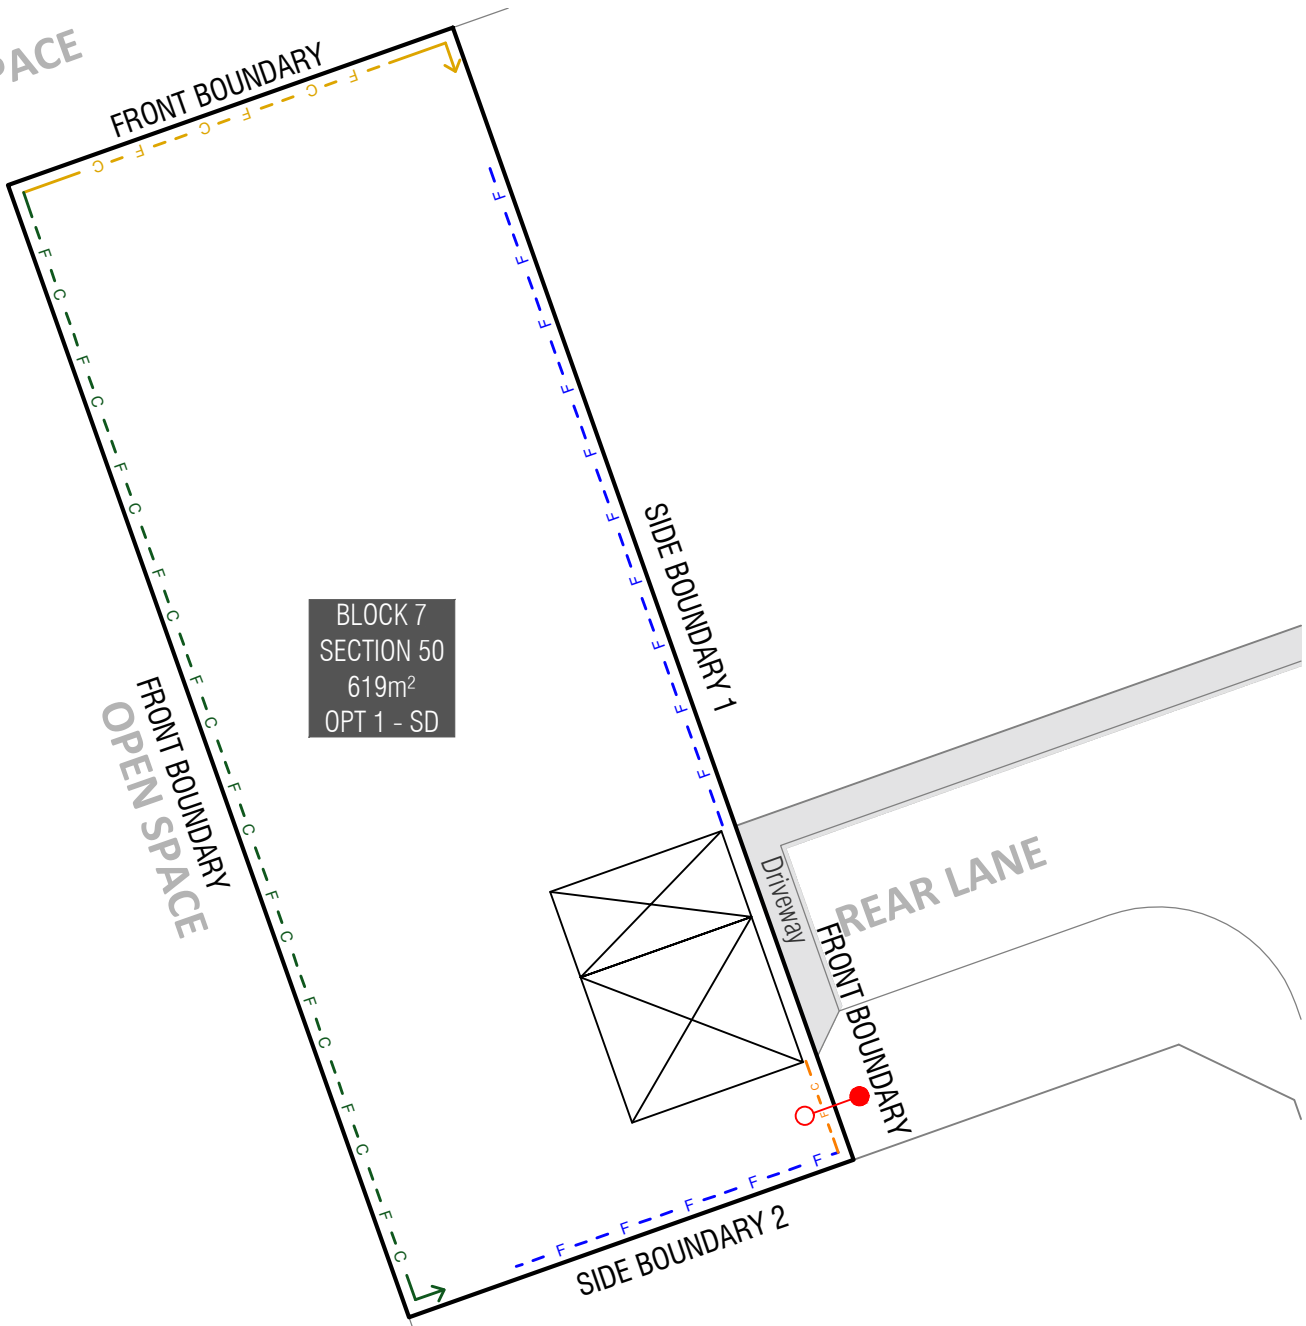 PACE
FRONT BOUNDARY
C F C F C F
F C F C F C F C F C F C F C F C F C F C
F F F F F F F F F F
SIDE BOUNDARY 1
BLOCK 7
SECTION 50
619m²
OPT 1 - SD
FRONT BOUNDARY
OPEN SPACE
Driveway
REAR LANE
FRONT BOUNDARY
C F
F F F F F
SIDE BOUNDARY 2